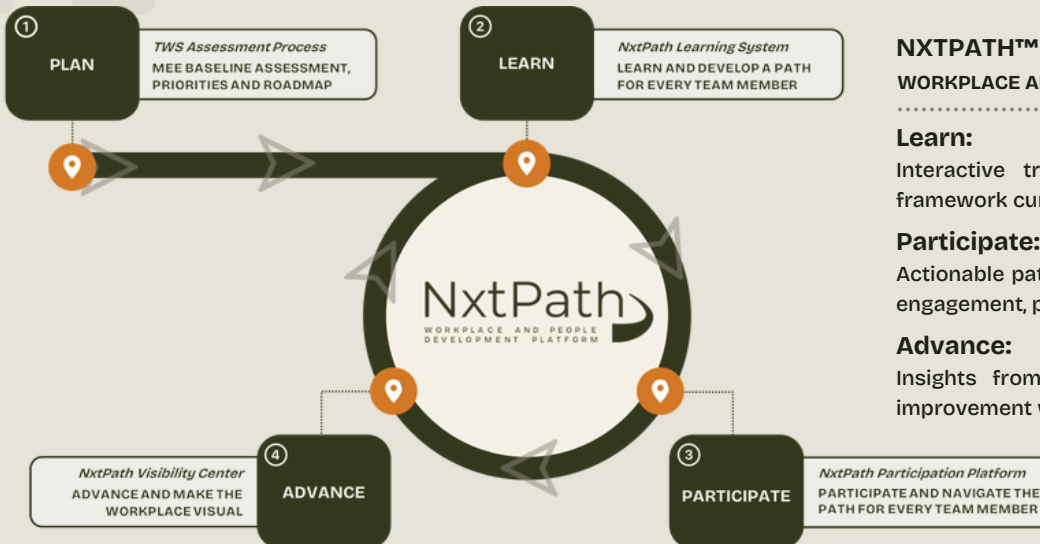 1
PLAN
TWS Assessment Process
MEE BASELINE ASSESSMENT,
PRIORITIES AND ROADMAP
2
LEARN
NxtPath Learning System
LEARN AND DEVELOP A PATH
FOR EVERY TEAM MEMBER
NxtPath
WORKPLACE AND PEOPLE
DEVELOPMENT PLATFORM
4
ADVANCE
NxtPath Visibility Center
ADVANCE AND MAKE THE
WORKPLACE VISUAL
3
PARTICIPATE
NxtPath Participation Platform
PARTICIPATE AND NAVIGATE THE
PATH FOR EVERY TEAM MEMBER
NXTPATH™
WORKPLACE
Learn:
Interactive
framework
Participate:
Actionable
engagement,
Advance:
Insights from
improvement